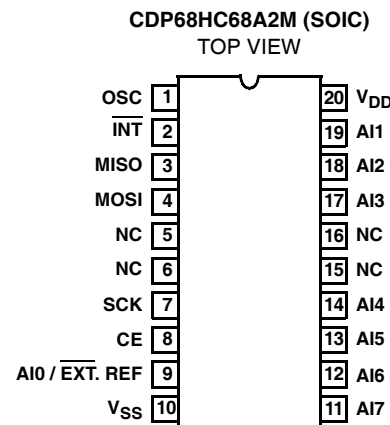 CDP68HC68A2M (SOIC)
TOP VIEW
OSC 1 20 VDD
INT 2 19 AI1
MISO 3 18 AI2
MOSI 4 17 AI3
NC 5 16 NC
NC 6 15 NC
SCK 7 14 AI4
CE 8 13 AI5
AI0 / EXT. REF 9 12 AI6
VSS 10 11 AI7